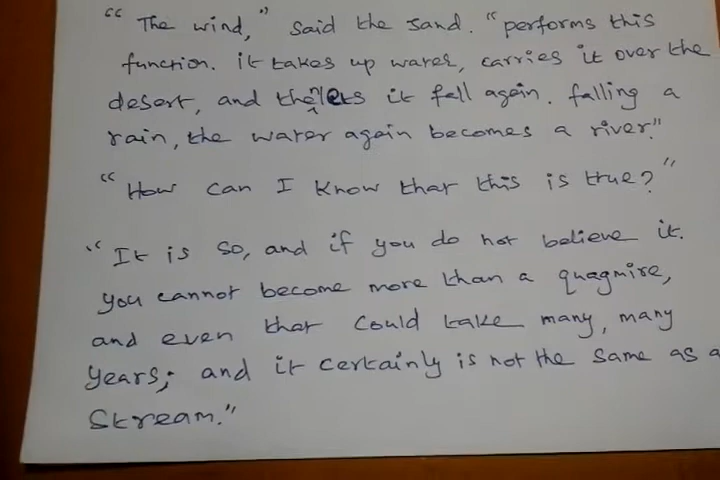 “ The wind,” said the sand. “performs this
function. it takes up water, carries it over the
desert, and then lets it fell again. falling a
rain, the water again becomes a river."
“ How can I know that this is true?”
“ It is so, and if you do not believe it.
you cannot become more than a quagmire,
and even that could take many, many
years; and it certainly is not the same as a
stream.”